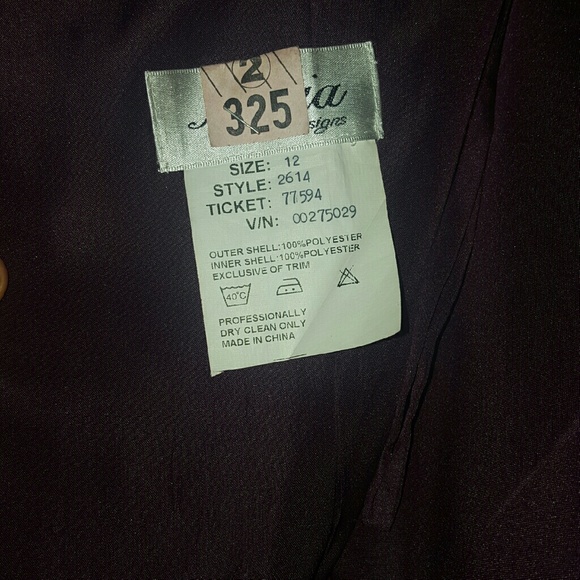 2
325
SIZE: 12
STYLE: 2614
TICKET: 77594
V/N: 00275029
OUTER SHELL:100%POLYESTER
INNER SHELL:100%POLYESTER
EXCLUSIVE OF TRIM
40°C
PROFESSIONALLY
DRY CLEAN ONLY
MADE IN CHINA